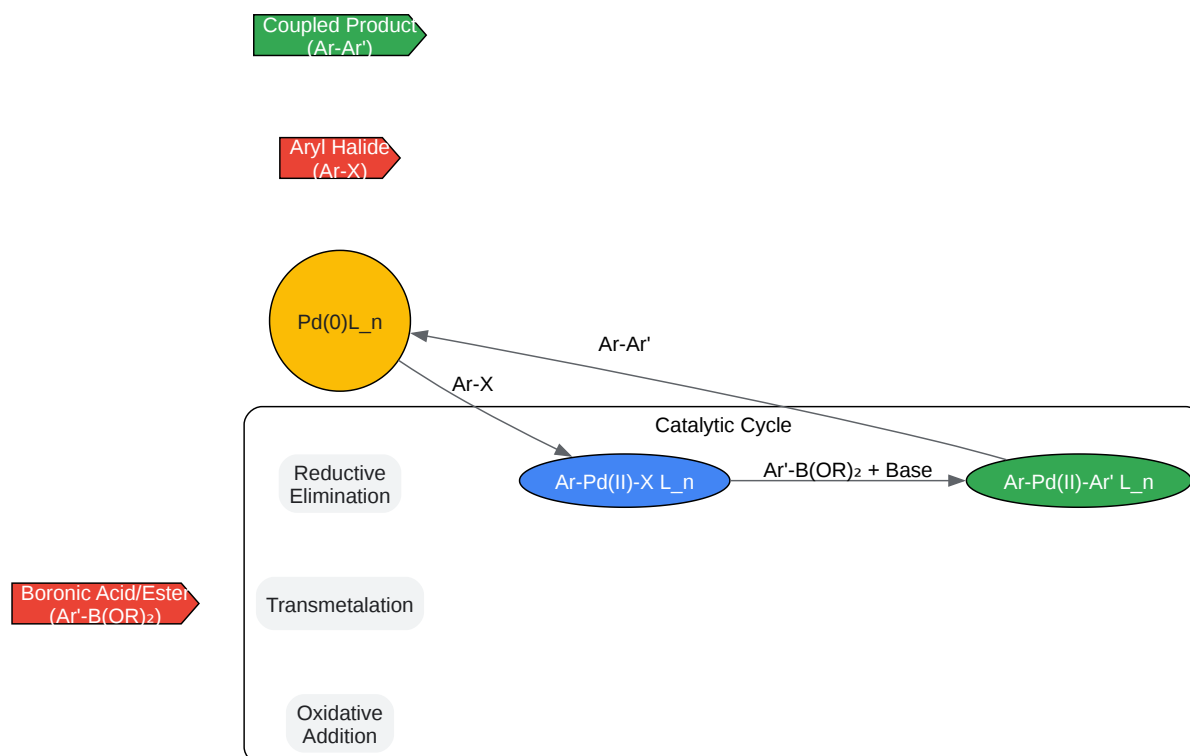 Coupled Product
(Ar-Ar')
Aryl Halide
(Ar-X)
Pd(0)L_n
Ar-Ar'
Ar-X
Catalytic Cycle
Reductive
Elimination
Ar-Pd(II)-X L_n
Ar'-B(OR)₂ + Base
Ar-Pd(II)-Ar' L_n
Boronic Acid/Ester
(Ar'-B(OR)₂)
Transmetalation
Oxidative
Addition